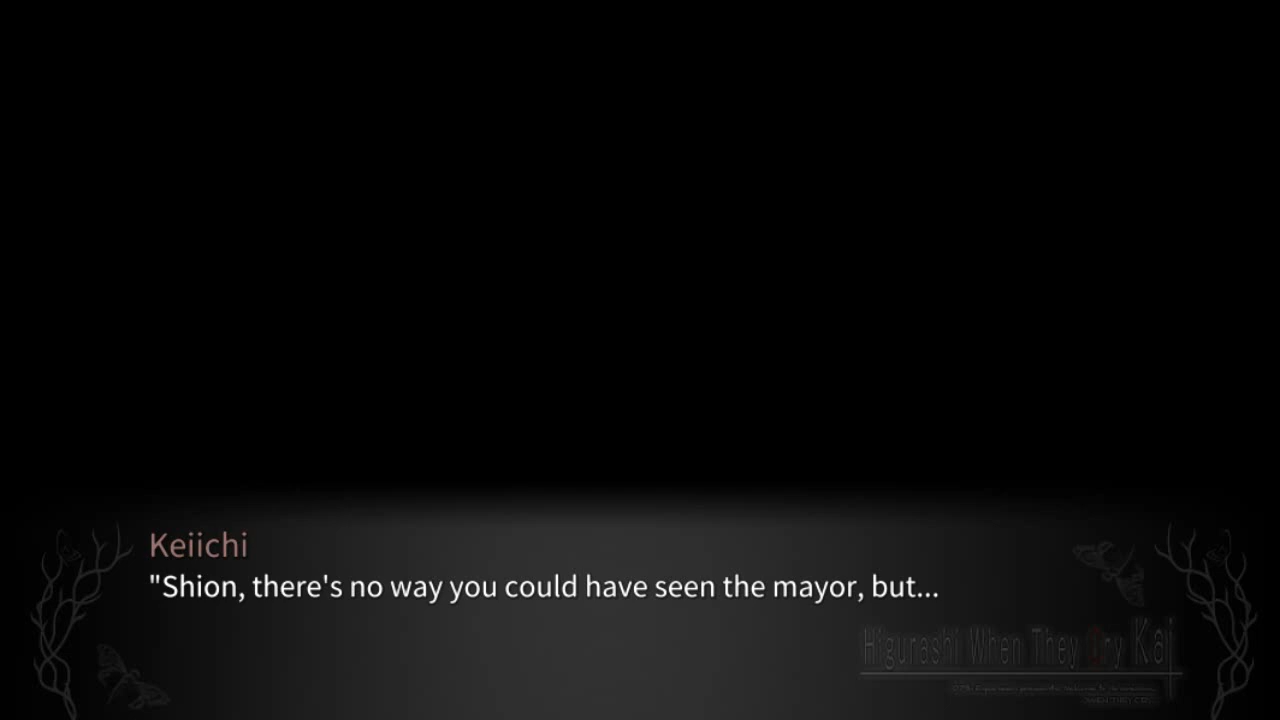 Keiichi
"Shion, there's no way you could have seen the mayor, but...
Higurashi When They Cry Kai